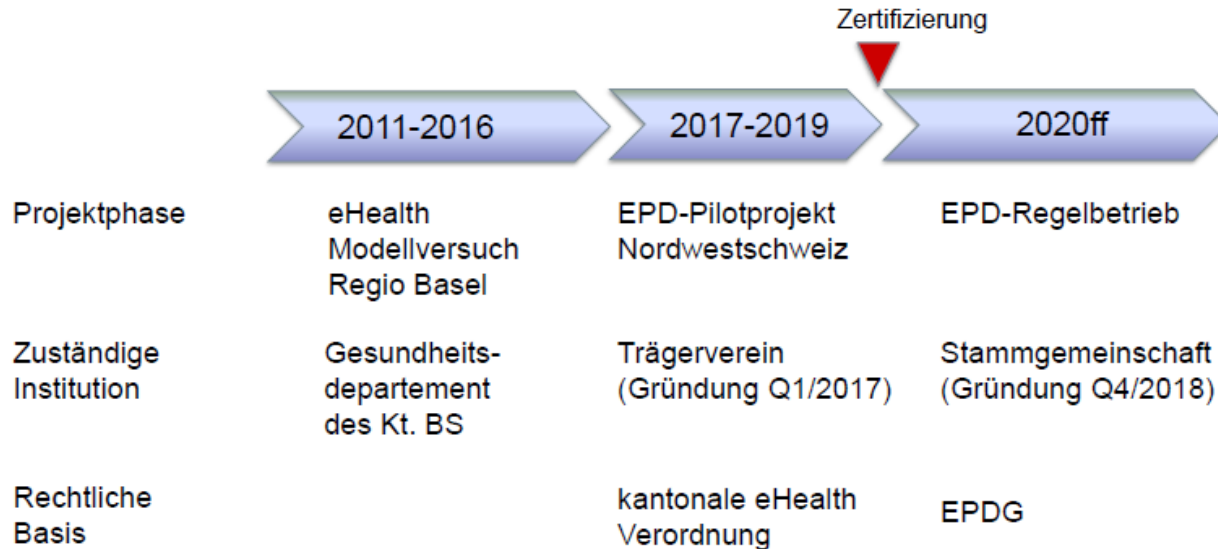 Zertifizierung
2011-2016
2017-2019
2020ff
Projektphase
eHealth
Modellversuch
Regio Basel
EPD-Pilotprojekt
Nordwestschweiz
EPD-Regelbetrieb
Zuständige
Institution
Gesundheits-
departement
des Kt. BS
Trägerverein
(Gründung Q1/2017)
Stammgemeinschaft
(Gründung Q4/2018)
Rechtliche
Basis
kantonale eHealth
Verordnung
EPDG